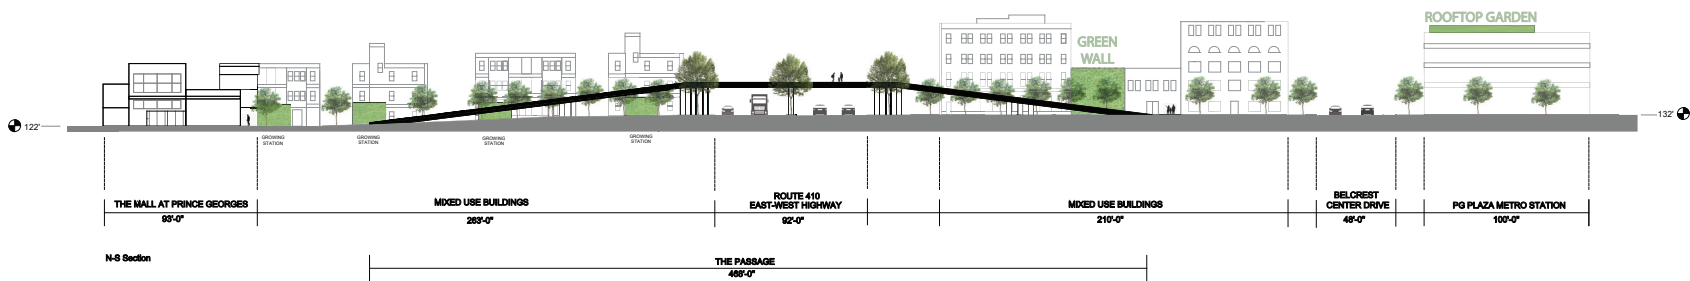 ROOFTOP GARDEN
GREEN
WALL
122'
132'
GROWING
STATION
GROWING
STATION
GROWING
STATION
GROWING
STATION
THE MALL AT PRINCE GEORGES
93'-0"
MIXED USE BUILDINGS
263'-0"
ROUTE 410
EAST-WEST HIGHWAY
92'-0"
MIXED USE BUILDINGS
210'-0"
BELCREST
CENTER DRIVE
48'-0"
PG PLAZA METRO STATION
100'-0"
N-S Section
THE PASSAGE
468'-0"